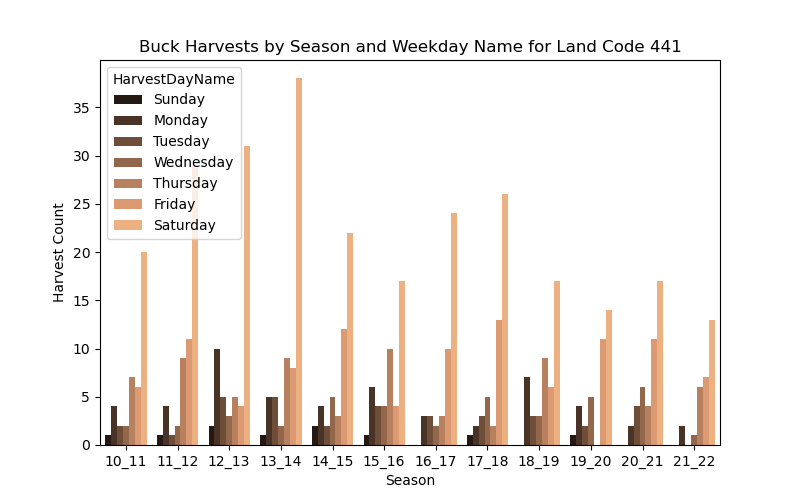 Buck Harvests by Season and Weekday Name for Land Code 441
HarvestDayName
Sunday
Monday
Tuesday
Wednesday
Thursday
Friday
Saturday
Harvest Count
35
30
25
20
15
10
5
0
10_11 11_12 12_13 13_14 14_15 15_16 16_17 17_18 18_19 19_20 20_21 21_22
Season